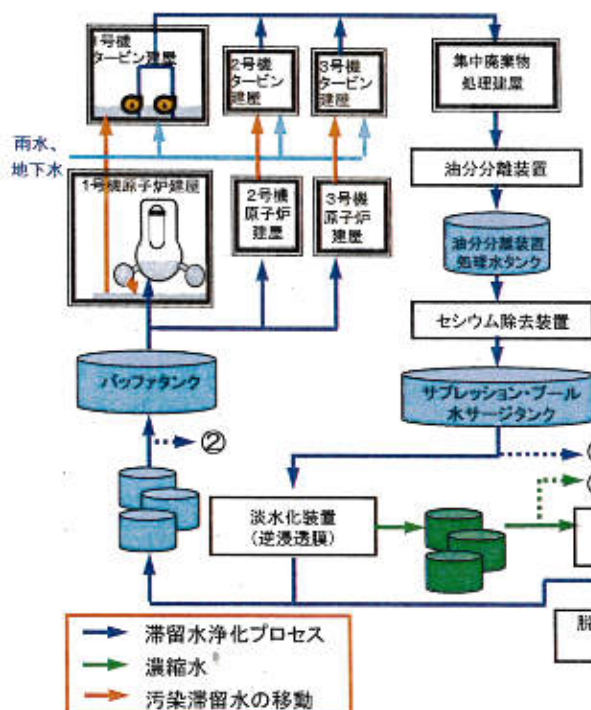 1号機
タービン建屋
2号機
タービン
建屋
3号機
タービン
建屋
集中廃棄物
処理建屋
雨水、
地下水
油分分離装置
1号機原子炉建屋
2号機
原子炉
建屋
3号機
原子炉
建屋
油分分離装置
処理水タンク
セシウム除去装置
バッファタンク
サプレッション・プール
水サージタンク
②
淡水化装置
(逆浸透膜)
滞留水浄化プロセス
濃縮水
汚染滞留水の移動
脱